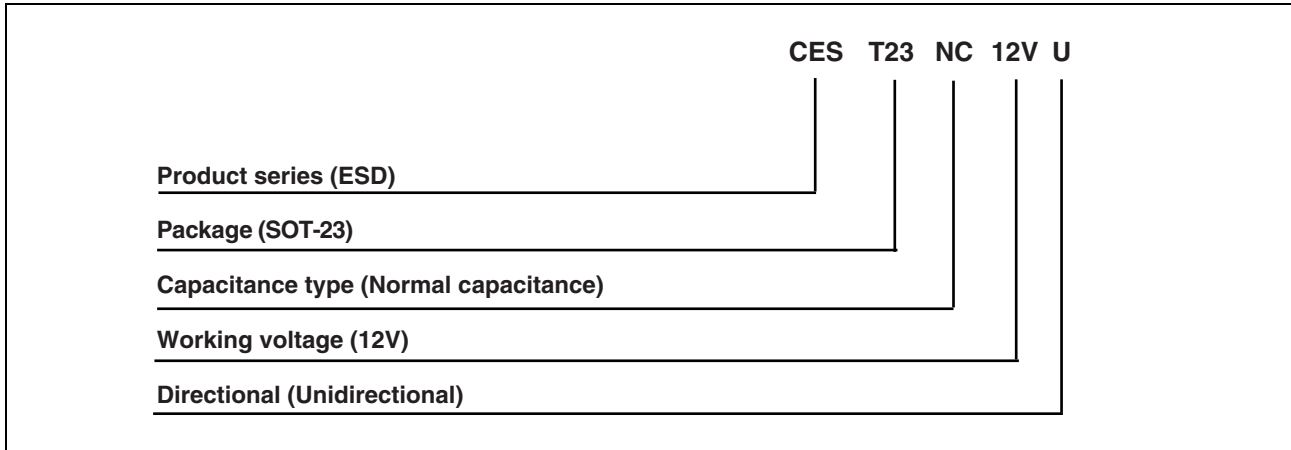 CES T23 NC 12V U
Product series (ESD)
Package (SOT-23)
Capacitance type (Normal capacitance)
Working voltage (12V)
Directional (Unidirectional)